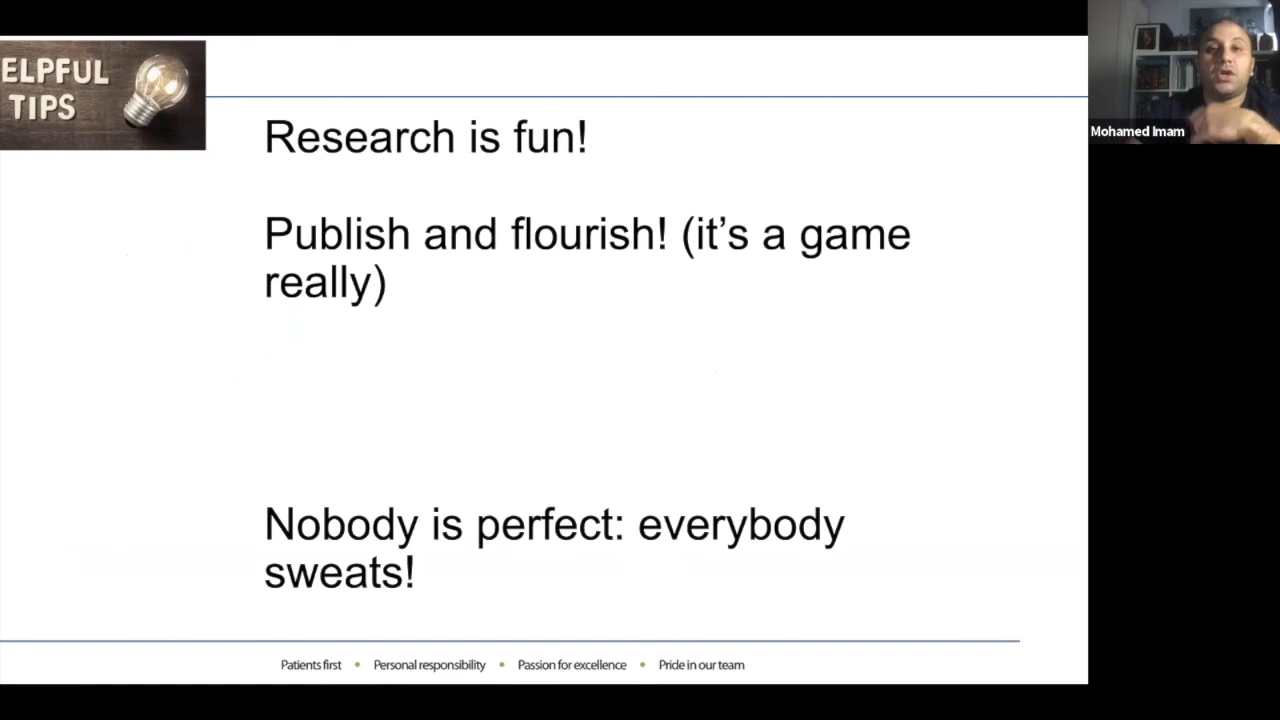 ELPFUL
TIPS
Research is fun!
Publish and flourish! (it's a game
really)
Nobody is perfect: everybody
sweats!
Patients first • Personal responsibility • Passion for excellence • Pride in our team
Mohamed Imam